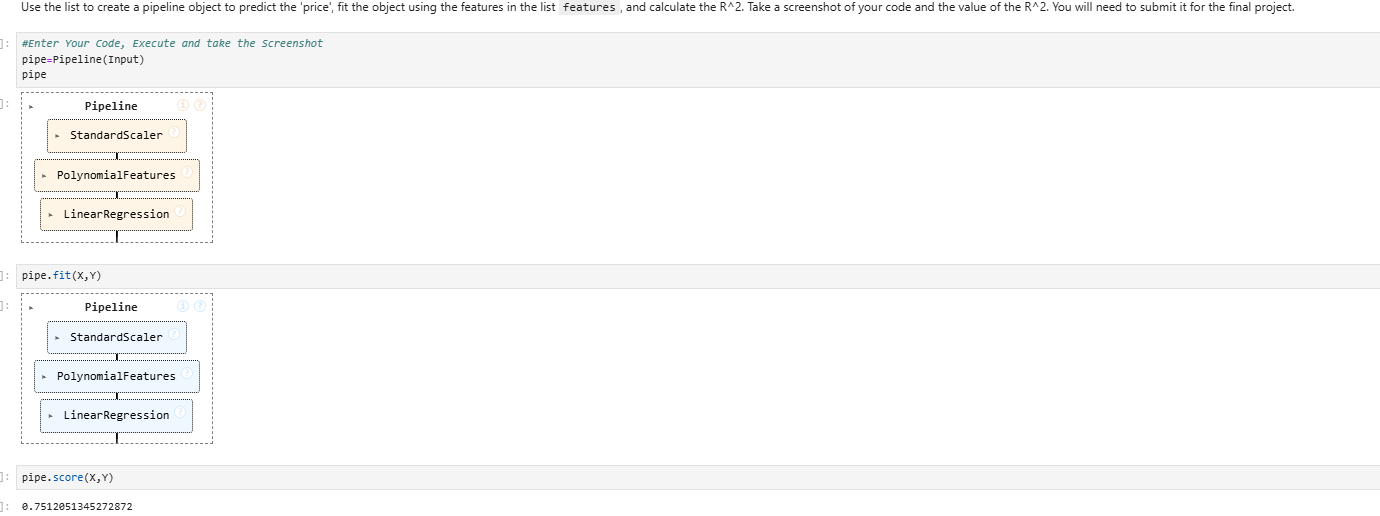 Use the list to create a pipeline object to predict the 'price', fit the object using the features in the list features , and calculate the R^2. Take a screenshot of your code and the value of the R^2. You will need to submit it for the final project.
]: #Enter Your Code, Execute and take the Screenshot
pipe=Pipeline(Input)
pipe
]: Pipeline i ?
StandardScaler ?
PolynomialFeatures ?
LinearRegression ?
]: pipe.fit(X,Y)
]: Pipeline i ?
StandardScaler ?
PolynomialFeatures ?
LinearRegression ?
]: pipe.score(X,Y)
]: 0.7512051345272872